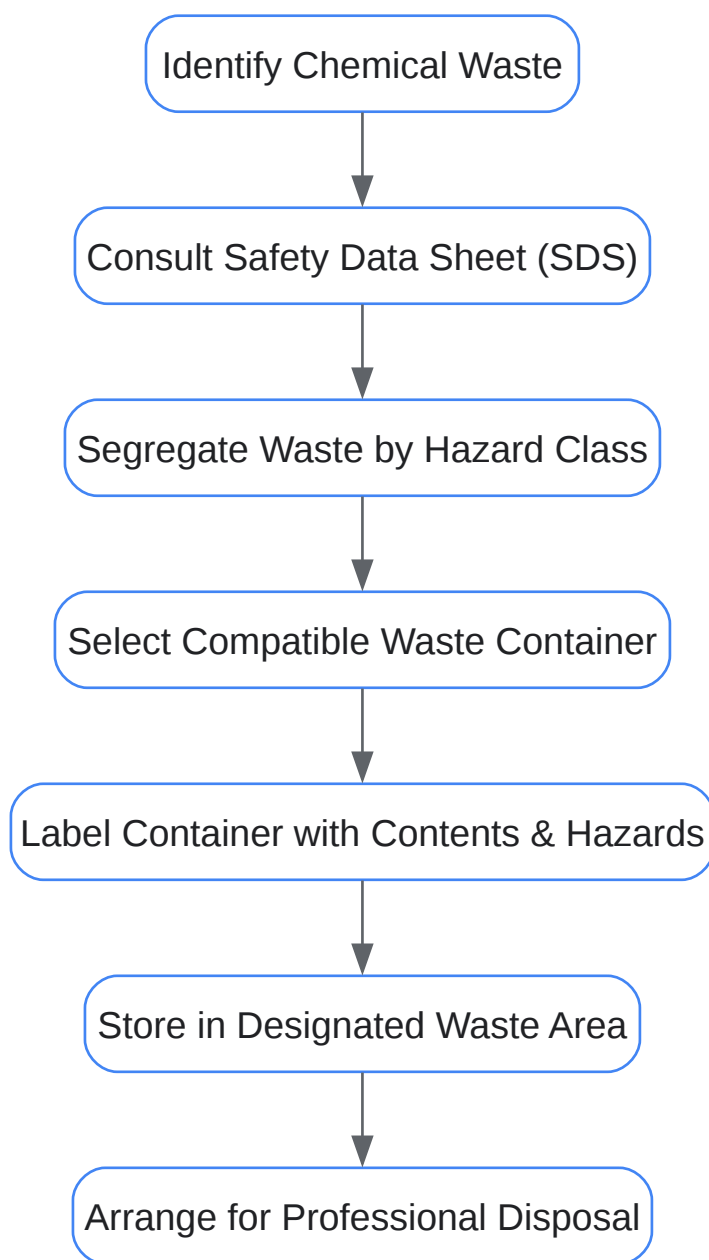 Identify Chemical Waste
Consult Safety Data Sheet (SDS)
Segregate Waste by Hazard Class
Select Compatible Waste Container
Label Container with Contents & Hazards
Store in Designated Waste Area
Arrange for Professional Disposal